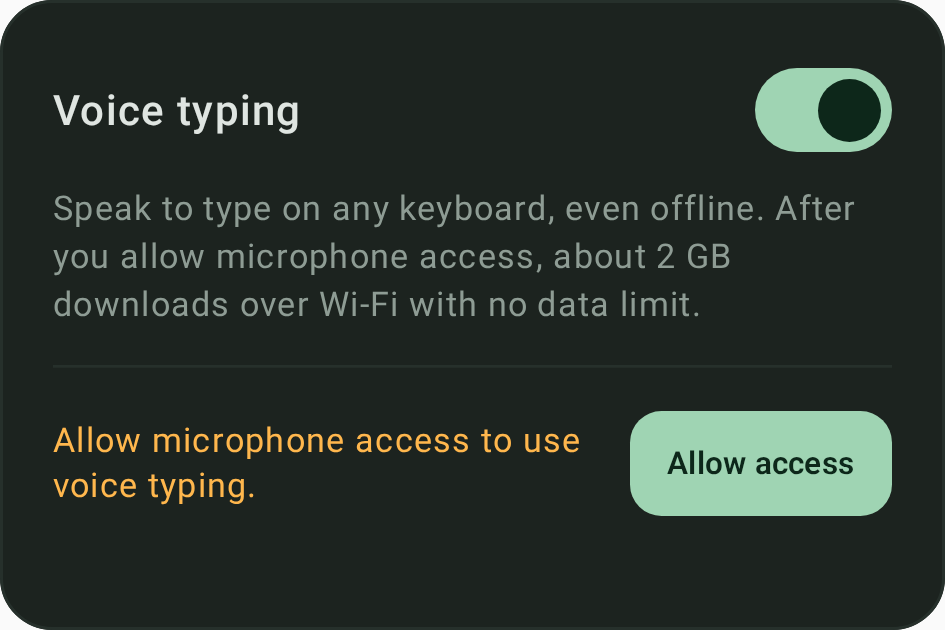 Voice typing
Speak to type on any keyboard, even offline. After
you allow microphone access, about 2 GB
downloads over Wi-Fi with no data limit.
Allow microphone access to use
voice typing.
Allow access